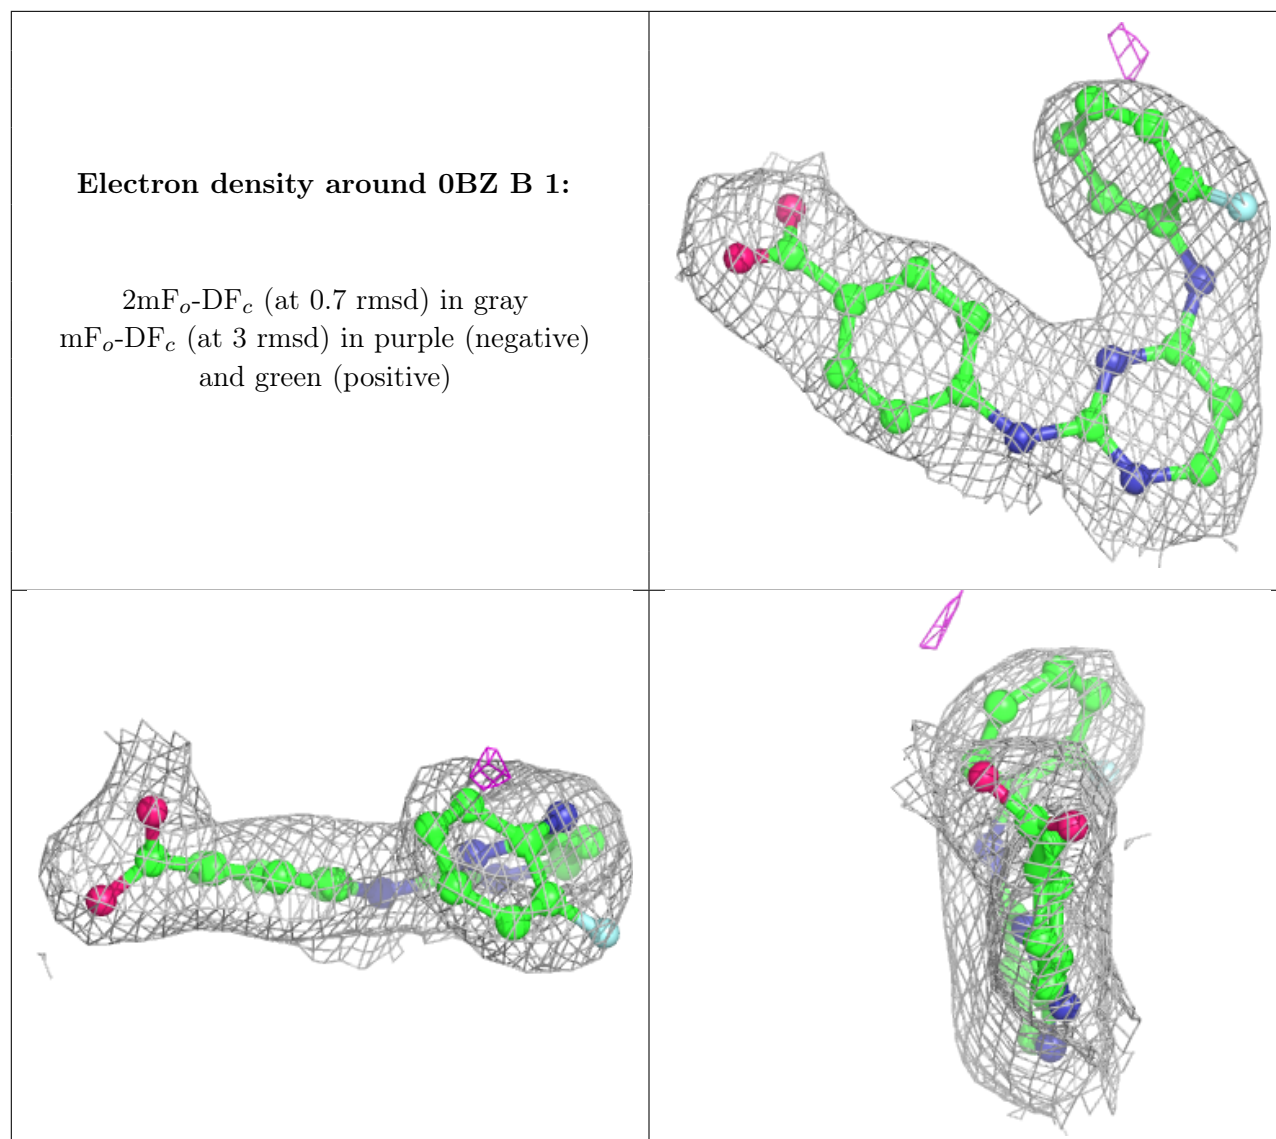 Electron density around 0BZ B 1:
2mFₒ-DF𝒸 (at 0.7 rmsd) in gray
mFₒ-DF𝒸 (at 3 rmsd) in purple (negative)
and green (positive)